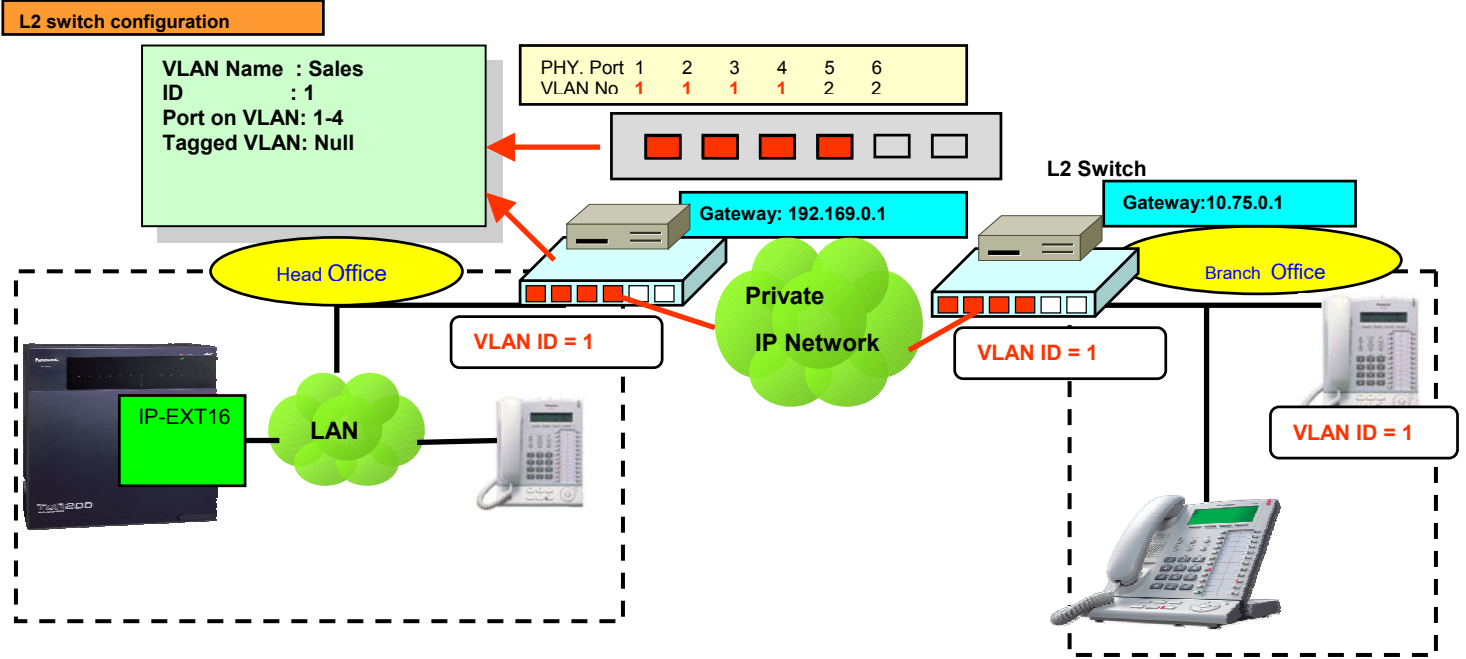 L2 switch configuration
VLAN Name : Sales
ID : 1
Port on VLAN: 1-4
Tagged VLAN: Null
PHY. Port 1 2 3 4 5 6
VLAN No 1 1 1 1 2 2
L2 Switch
Gateway: 192.169.0.1
Gateway:10.75.0.1
Head Office
Branch Office
Private
IP Network
VLAN ID = 1
VLAN ID = 1
Panasonic
IP-EXT16
LAN
VLAN ID = 1